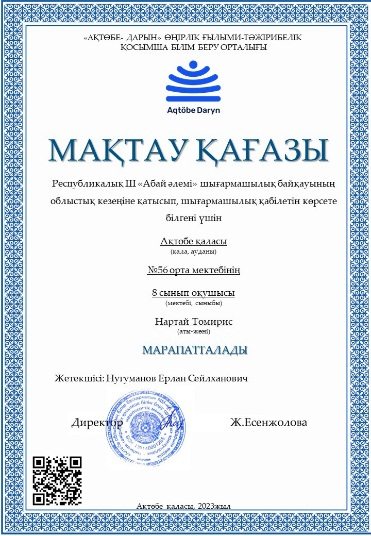 «АҚТӨБЕ- ДАРЫН» ӨҢІРЛІК ҒЫЛЫМИ-ТӘЖІРИБЕЛІК
ҚОСЫМША БІЛІМ БЕРУ ОРТАЛЫҒЫ
Aqtöbe Daryn
МАҚТАУ ҚАҒАЗЫ
Республикалық ІІІ «Абай әлемі» шығармашылық байқауының
облыстық кезеңіне қатысып, шығармашылық қабілетін көрсете
білгені үшін
Ақтөбе қаласы
(қала, ауданы)
№56 орта мектебінің
8 сынып оқушысы
(мектебі, сыныбы)
Нартай Томирис
(аты-жөні)
МАРАПАТТАЛАДЫ
Жетекшісі: Нугуманов Ерлан Сейлханович
Директор Ж.Есенжолова
Ақтөбе қаласы, 2023жыл